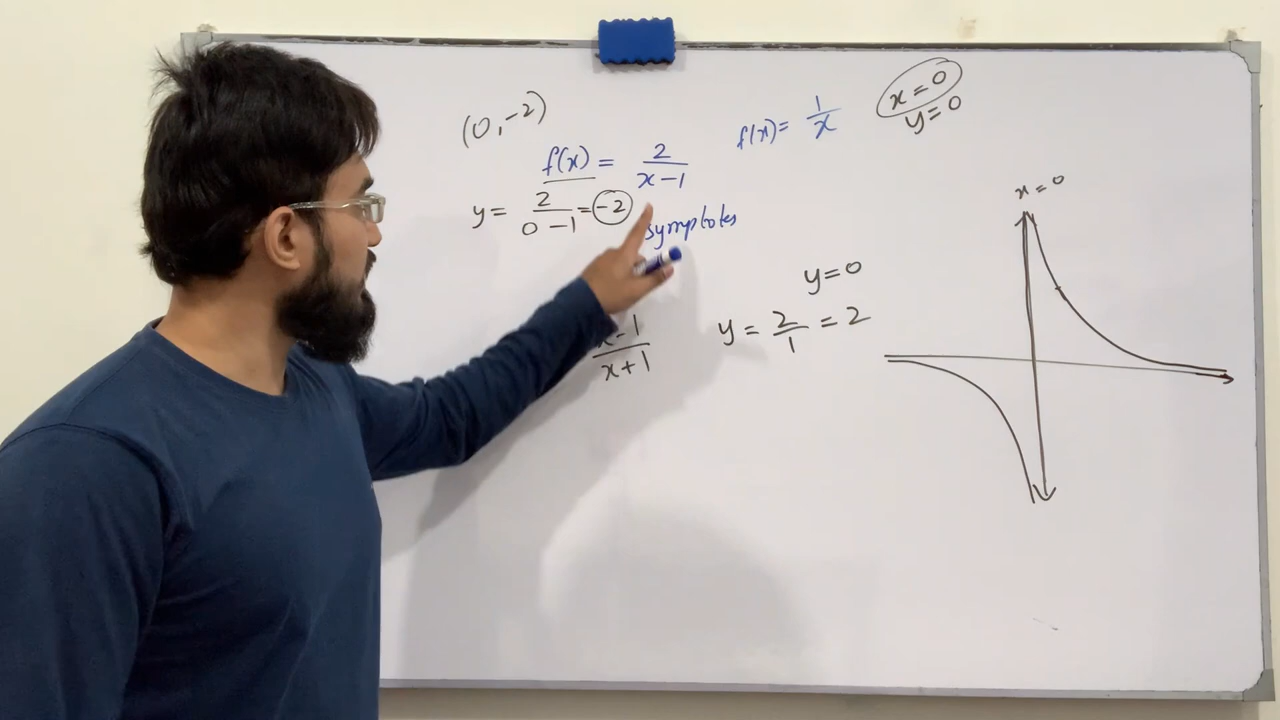 (0, -2)
f(x) = 2/(x-1)
y = 2/(0-1) = -2
symptotes
x-1/(x+1)
y=0
y = 2/1 = 2
f(x) = 1/x
x=0
y=0
x=0